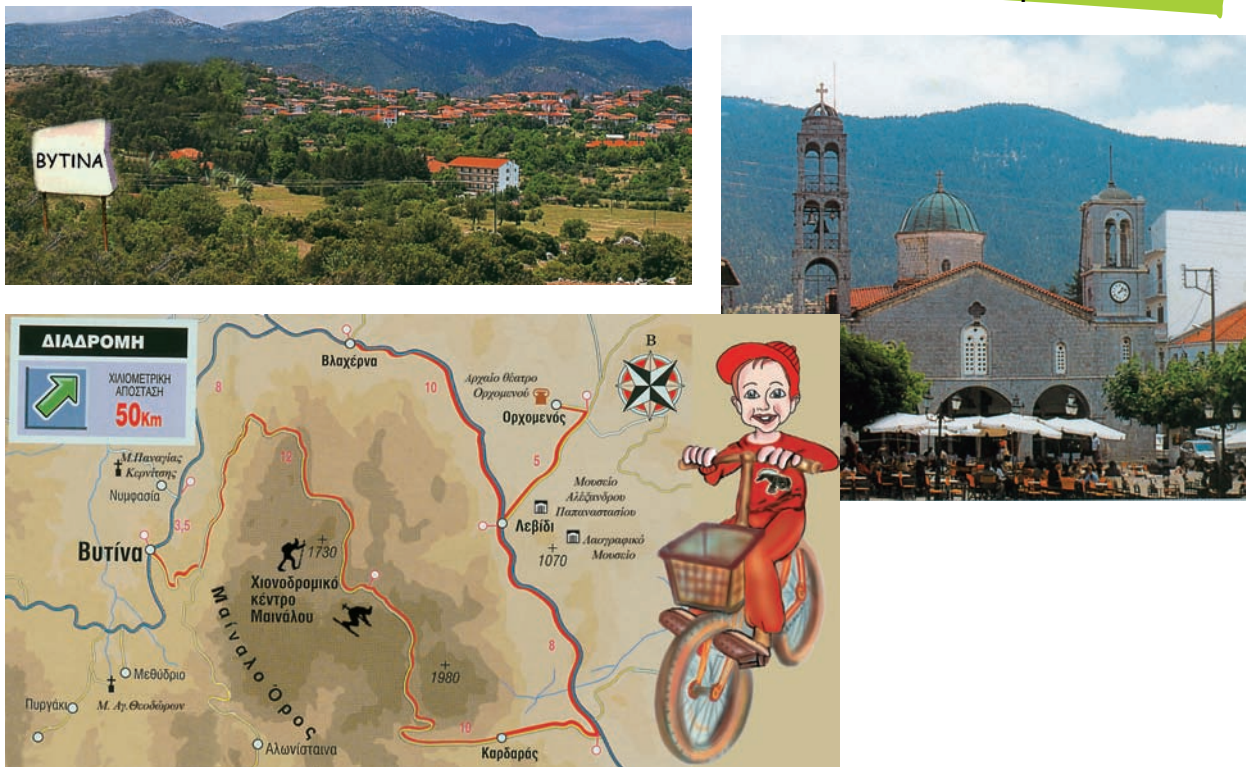 ΒΥΤΙΝΑ
ΔΙΑΔΡΟΜΗ
ΧΙΛΙΟΜΕΤΡΙΚΗ
ΑΠΟΣΤΑΣΗ
50Km
8
Βλαχέρνα
10
Αρχαίο θέατρο
Ορχομενού
Ορχομενός
Β
Μ.Παναγίας
Κερνίτσης
Νυμφασία
12
5
Μουσείο
Αλέξανδρου
Παπαναστασίου
3,5
Βυτίνα
Λεβίδι
Λαογραφικό
Μουσείο
1730
1070
Χιονοδρομικό
κέντρο
Μαινάλου
Μαίναλο Όρος
8
Μεθύδριο
1980
Πυργάκι
Μ. Αγ.Θεοδώρων
10
Αλωνίσταινα
Καρδαράς